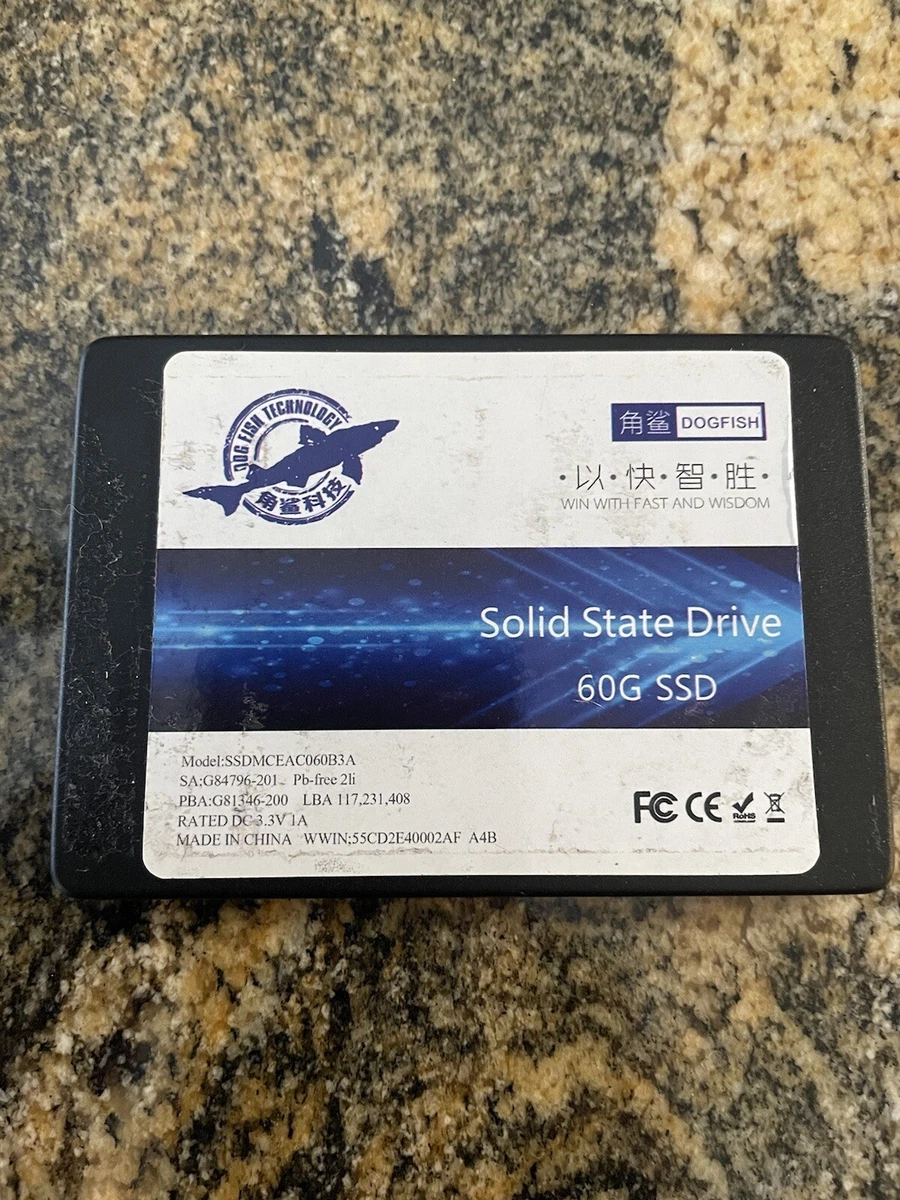 DOG FISH TECHNOLOGY
角鲨科技
角鲨 DOGFISH
·以·快·智·胜·
WIN WITH FAST AND WISDOM
Solid State Drive
60G SSD
Model:SSDMCEAC060B3A
SA;G84796-201 Pb-free 2li
PBA:G81346-200 LBA 117,231,408
RATED DC 3.3V 1A
MADE IN CHINA WWIN;55CD2E40002AF A4B
FC CE RoHS